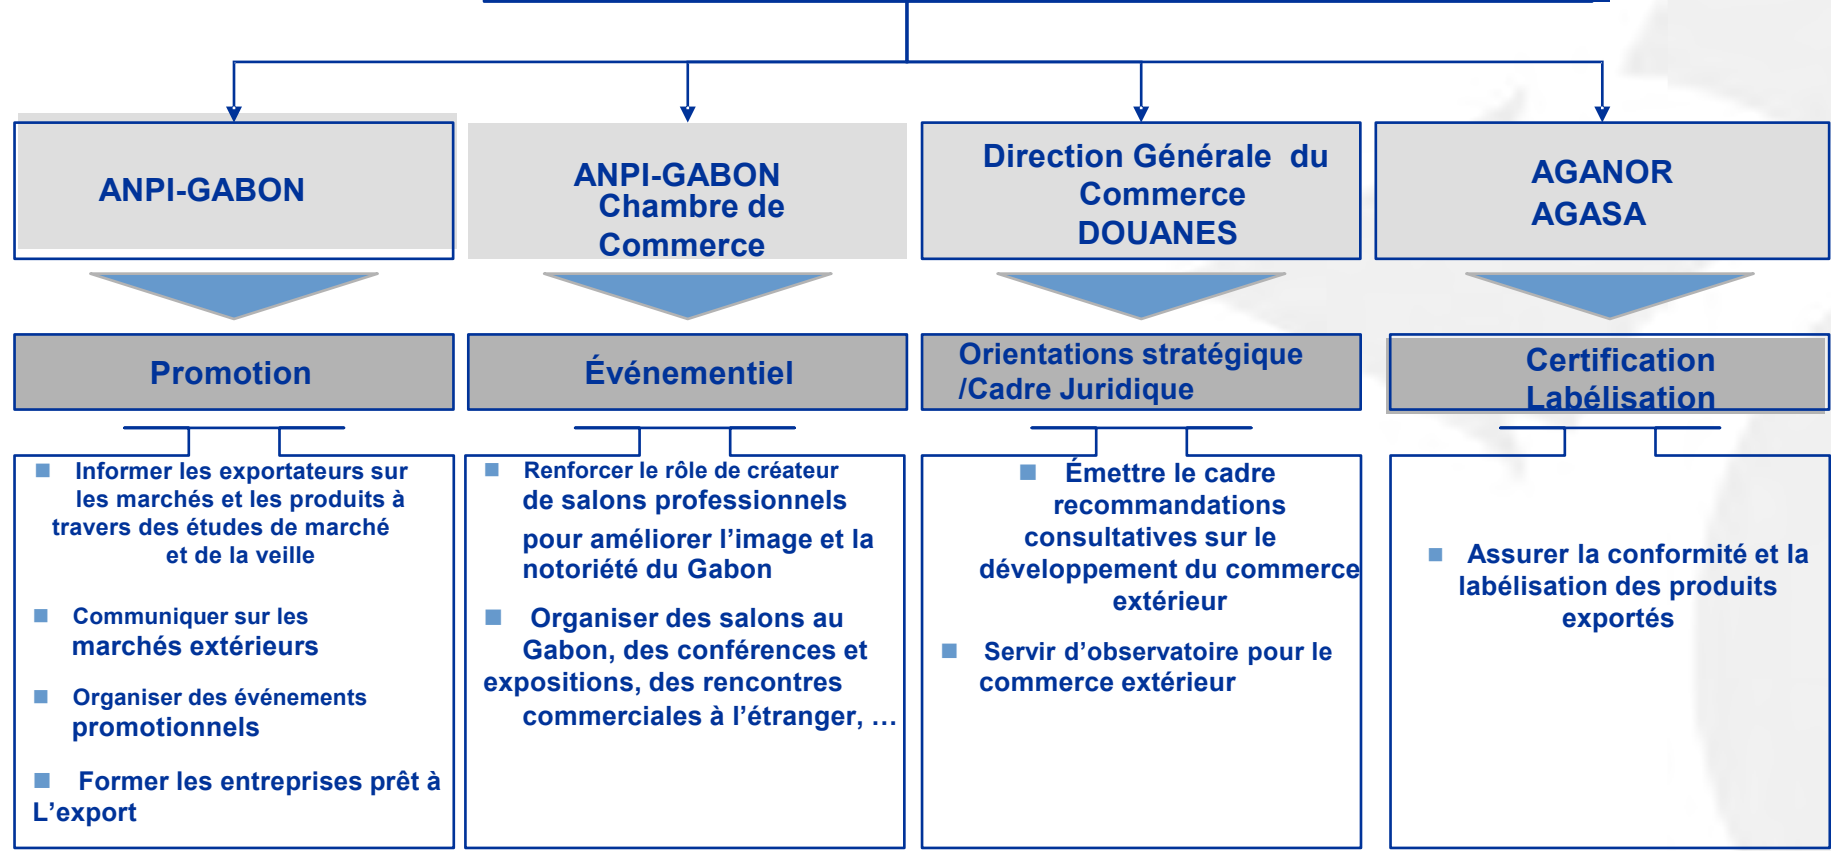 ANPI-GABON
ANPI-GABON
Chambre de
Commerce
Direction Générale du
Commerce
DOUANES
AGANOR
AGASA
Promotion
Événementiel
Orientations stratégique
/Cadre Juridique
Certification
Labélisation
Informer les exportateurs sur
les marchés et les produits à
travers des études de marché
et de la veille
Communiquer sur les
marchés extérieurs
Organiser des événements
promotionnels
Former les entreprises prêt à
L’export
Renforcer le rôle de créateur
de salons professionnels
pour améliorer l’image et la
notoriété du Gabon
Organiser des salons au
Gabon, des conférences et
expositions, des rencontres
commerciales à l’étranger, …
Émettre le cadre
recommandations
consultatives sur le
développement du commerce
extérieur
Servir d’observatoire pour le
commerce extérieur
Assurer la conformité et la
labélisation des produits
exportés